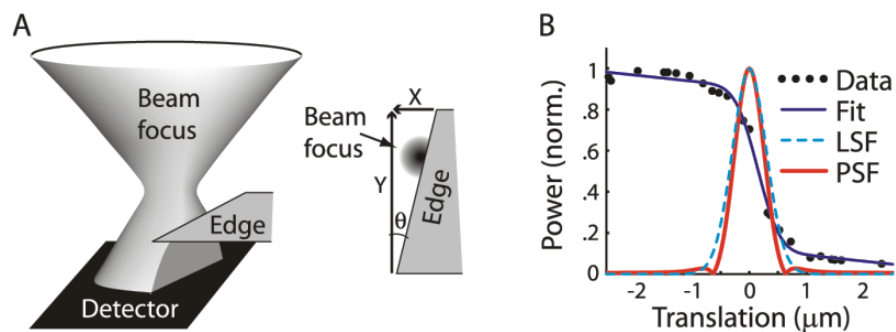 A
Beam
focus
Edge
Detector
Beam
focus
X
Y
θ
Edge
B
Power (norm.)
1
.8
.6
.4
.2
0
-2
-1
0
1
2
Translation (μm)
Data
Fit
LSF
PSF